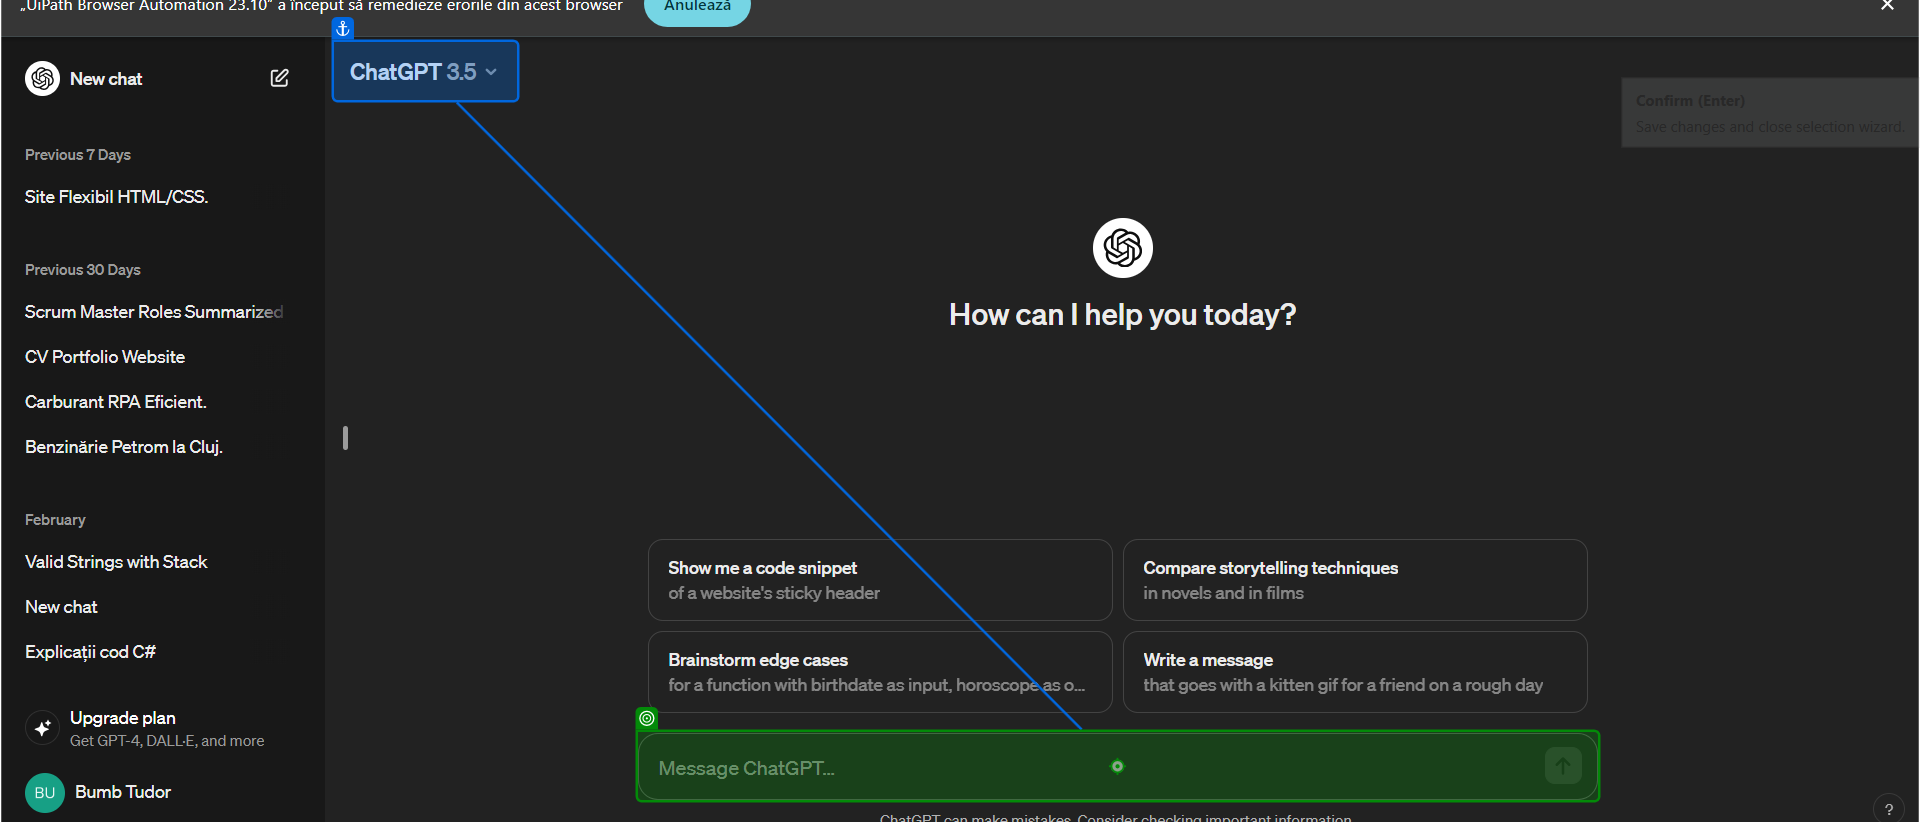 „UiPath Browser Automation 23.10” a început să remedieze erorile din acest browser
Anulează
New chat
ChatGPT 3.5
Confirm (Enter)
Save changes and close selection wizard.
Previous 7 Days
Site Flexibil HTML/CSS.
Previous 30 Days
Scrum Master Roles Summarized
CV Portfolio Website
Carburant RPA Eficient.
Benzinărie Petrom la Cluj.
February
Valid Strings with Stack
New chat
Explicații cod C#
Upgrade plan
Get GPT-4, DALL·E, and more
BU
Bumb Tudor
How can I help you today?
Show me a code snippet
of a website's sticky header
Compare storytelling techniques
in novels and in films
Brainstorm edge cases
for a function with birthdate as input, horoscope as o...
Write a message
that goes with a kitten gif for a friend on a rough day
Message ChatGPT...
ChatGPT can make mistakes. Consider checking important information.
?